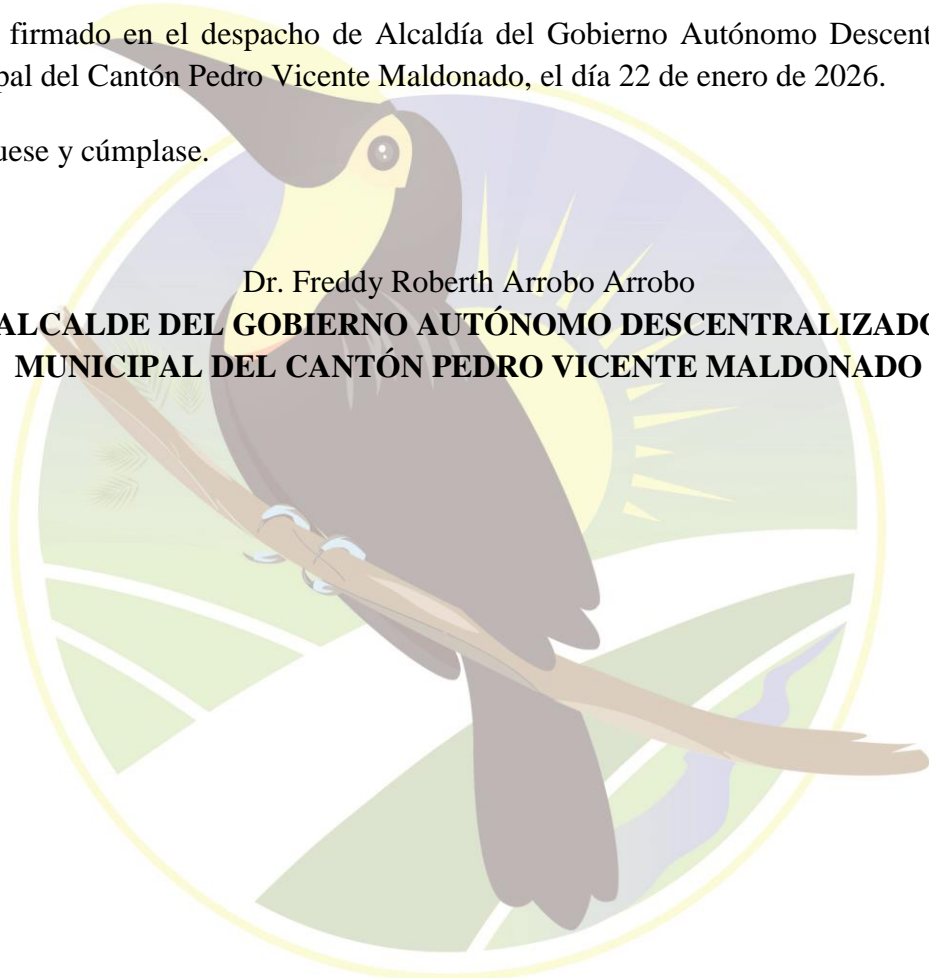 firmado en el despacho de Alcaldía del Gobierno Autónomo Descent
pal del Cantón Pedro Vicente Maldonado, el día 22 de enero de 2026.
uese y cúmplase.
Dr. Freddy Roberth Arrobo Arrobo
ALCALDE DEL GOBIERNO AUTÓNOMO DESCENTRALIZADO
MUNICIPAL DEL CANTÓN PEDRO VICENTE MALDONADO